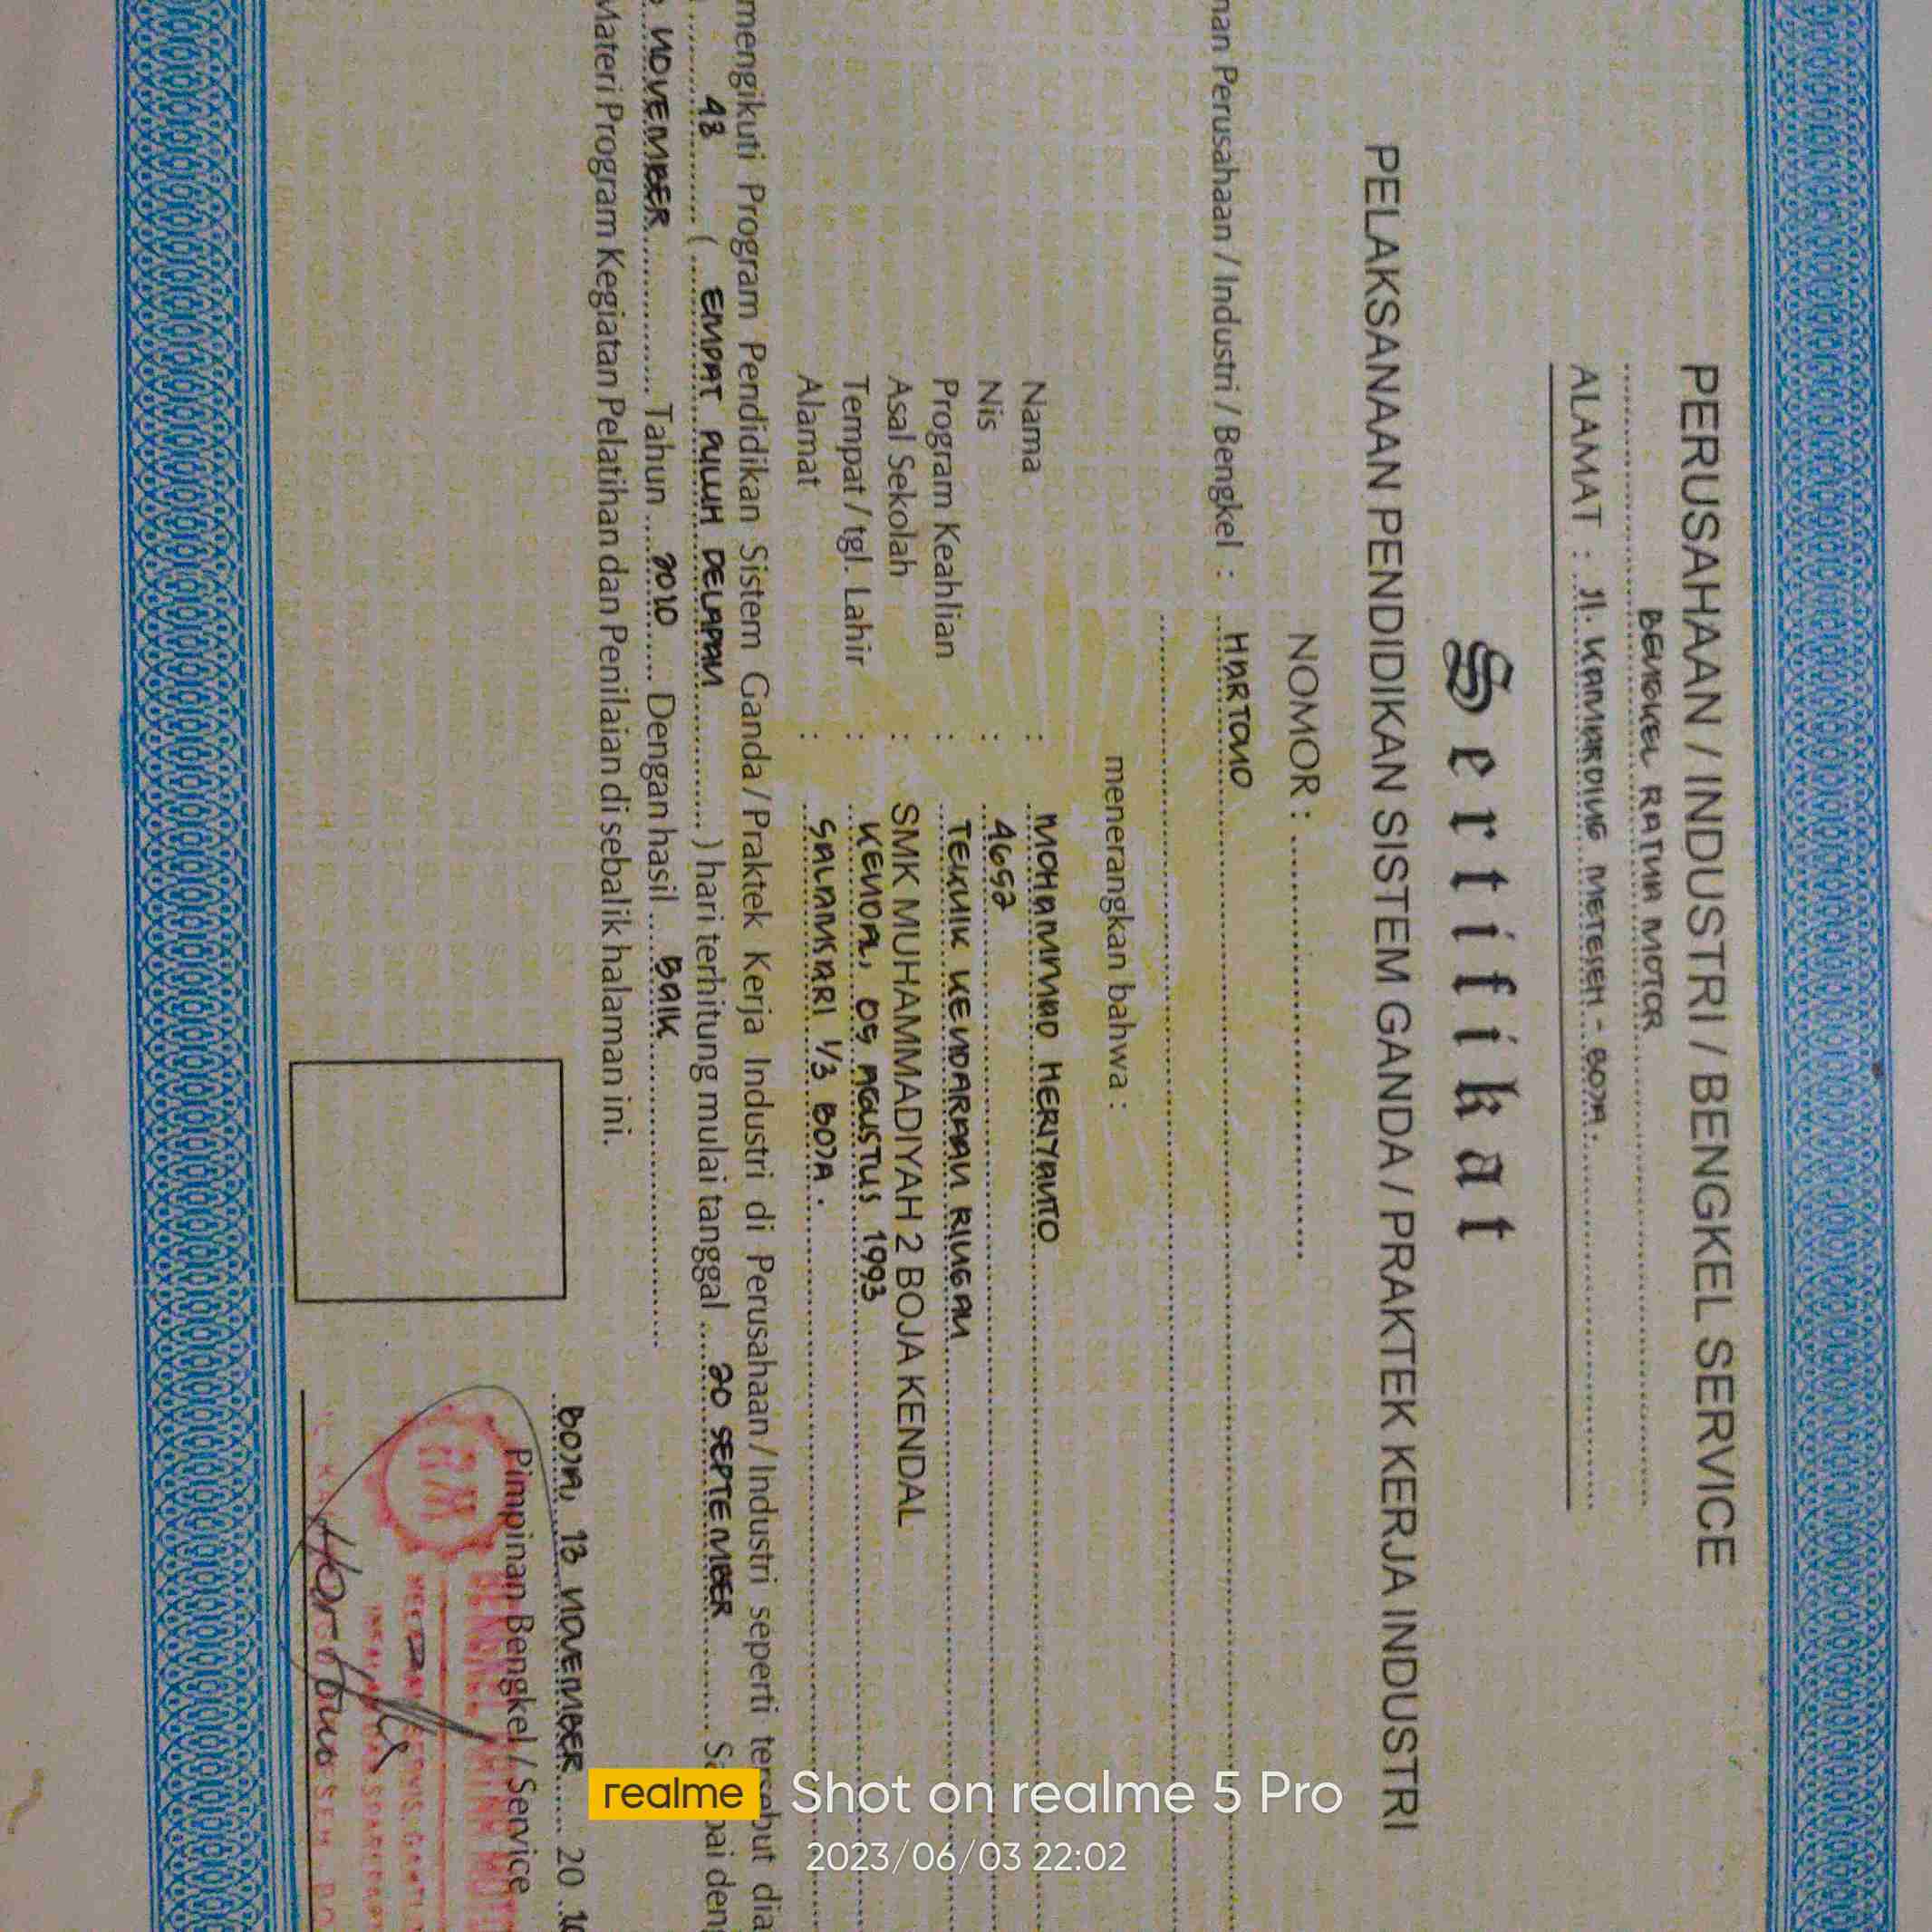 PERUSAHAAN / INDUSTRI / BENGKEL SERVICE
BENGKEL RATNA MOTOR
ALAMAT : Jl. KAMPARDING METESEH - BOJA.
Sertifikat
PELAKSANAAN PENDIDIKAN SISTEM GANDA / PRAKTEK KERJA INDUSTRI
NOMOR :
nan Perusahaan / Industri / Bengkel : HARTONO
menerangkan bahwa :
Nama : MOHAMMAD HERIYANTO
Nis : 4652
Program Keahlian : TEKNIK KENDARAAN RINGAN
Asal Sekolah : SMK MUHAMMADIYAH 2 BOJA KENDAL
Tempat / tgl. Lahir : KENDAL, 05 AGUSTUS 1993
Alamat : SALAMSARI 1/3 BOJA.
mengikuti Program Pendidikan Sistem Ganda / Praktek Kerja Industri di Perusahaan / Industri seperti tersebut dia
48 ( EMPAT PULUH DELAPAN ) hari terhitung mulai tanggal 20 SEPTEMBER
NOVEMBER Tahun 2010 Dengan hasil BAIK
Materi Program Kegiatan Pelatihan dan Penilaian di sebalik halaman ini.
BOJA, 13 NOVEMBER 20 10
Pimpinan Bengkel / Service
Hartono
realme Shot on realme 5 Pro
2023/06/03 22:02